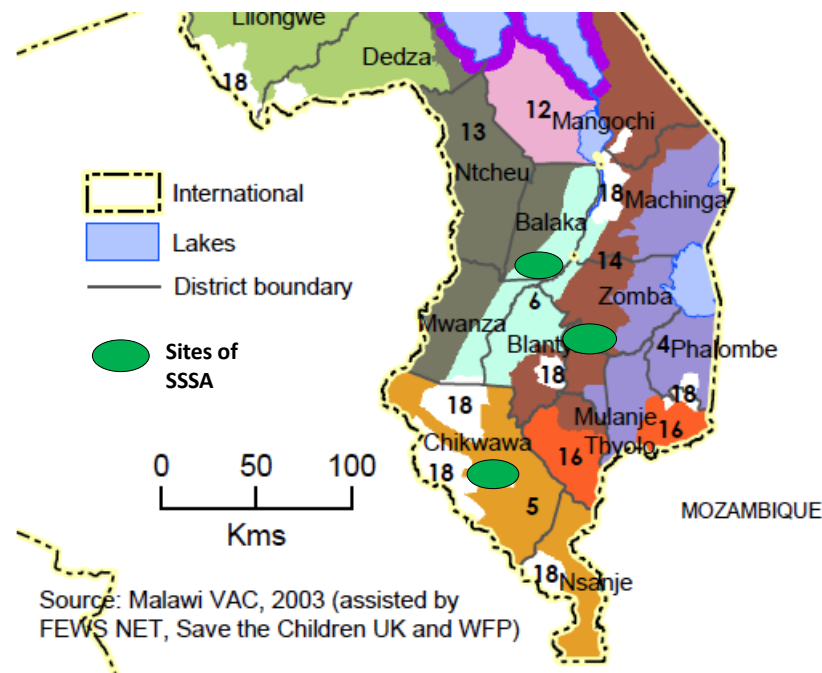 Lilongwe
Dedza
18
12
Mangochi
13
Ntcheu
International
18
Machinga
7
Balaka
Lakes
14
District boundary
Zomba
6
Mwanza
Blanty
4
Phalombe
Sites of
SSSA
18
18
18
Mulanje
16
Chikwawa
Thyolo
16
18
0 50 100
5
MOZAMBIQUE
Kms
18
Nsanje
Source: Malawi VAC, 2003 (assisted by
FEWS NET, Save the Children UK and WFP)